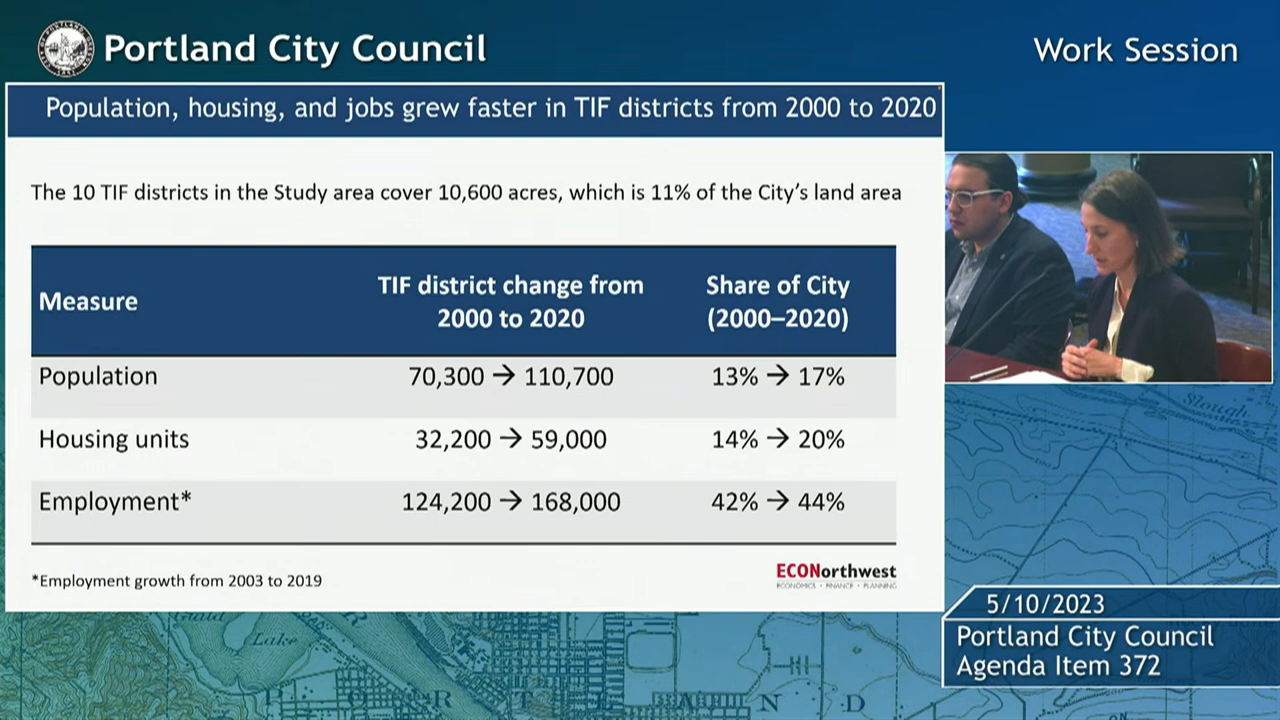 Portland City Council
Work Session
Population, housing, and jobs grew faster in TIF districts from 2000 to 2020
The 10 TIF districts in the Study area cover 10,600 acres, which is 11% of the City's land area
Measure
TIF district change from
2000 to 2020
Share of City
(2000–2020)
Population
70,300 → 110,700
13% → 17%
Housing units
32,200 → 59,000
14% → 20%
Employment*
124,200 → 168,000
42% → 44%
*Employment growth from 2003 to 2019
ECONorthwest
ECONOMICS • FINANCE • PLANNING
Slough
5/10/2023
Portland City Council
Agenda Item 372
Guild
Lake
R T L A N D